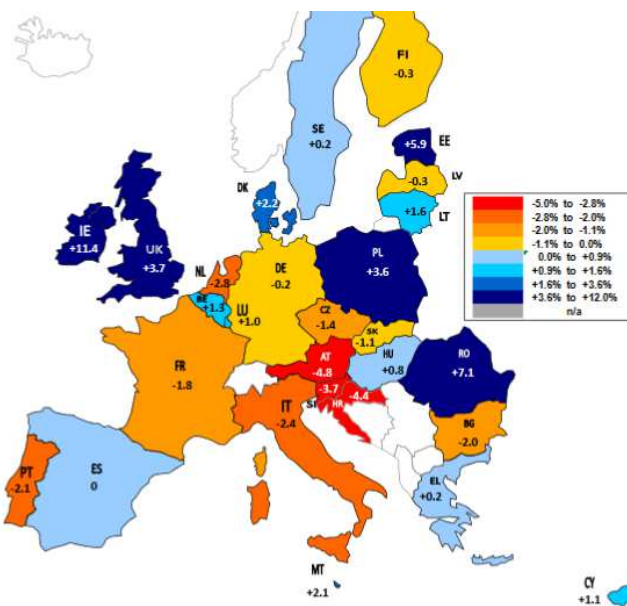 FI
-0.3
SE
+0.2
+5.9
EE
-0.3
LV
+1.6
LT
DK
+2.2
IE
+11.4
UK
+3.7
NL
-2.8
DE
-0.2
PL
+3.6
BE
+1.3
LU
+1.0
CZ
-1.4
SK
-1.1
FR
-1.8
AT
-4.8
HU
+0.8
RO
+7.1
-3.7
SI
HR
-4.4
IT
-2.4
BG
-2.0
PT
-2.1
ES
0
EL
+0.2
MT
+2.1
CY
+1.1
-5.0% to -2.8%
-2.8% to -2.0%
-2.0% to -1.1%
-1.1% to 0.0%
0.0% to +0.9%
+0.9% to +1.6%
+1.6% to +3.6%
+3.6% to +12.0%
n/a